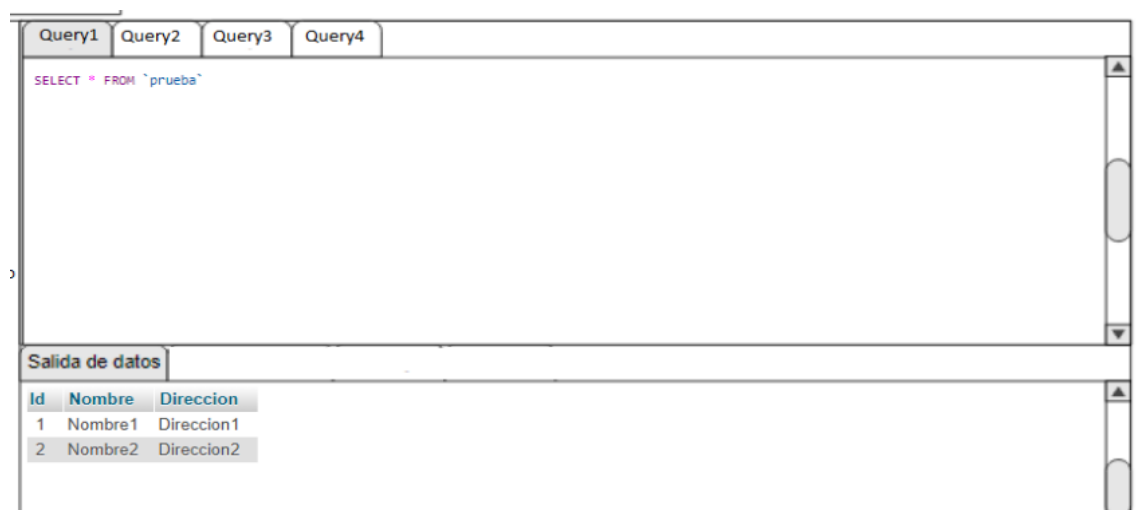 Query1 Query2 Query3 Query4
SELECT * FROM `prueba`
Salida de datos
Id Nombre Direccion
1 Nombre1 Direccion1
2 Nombre2 Direccion2